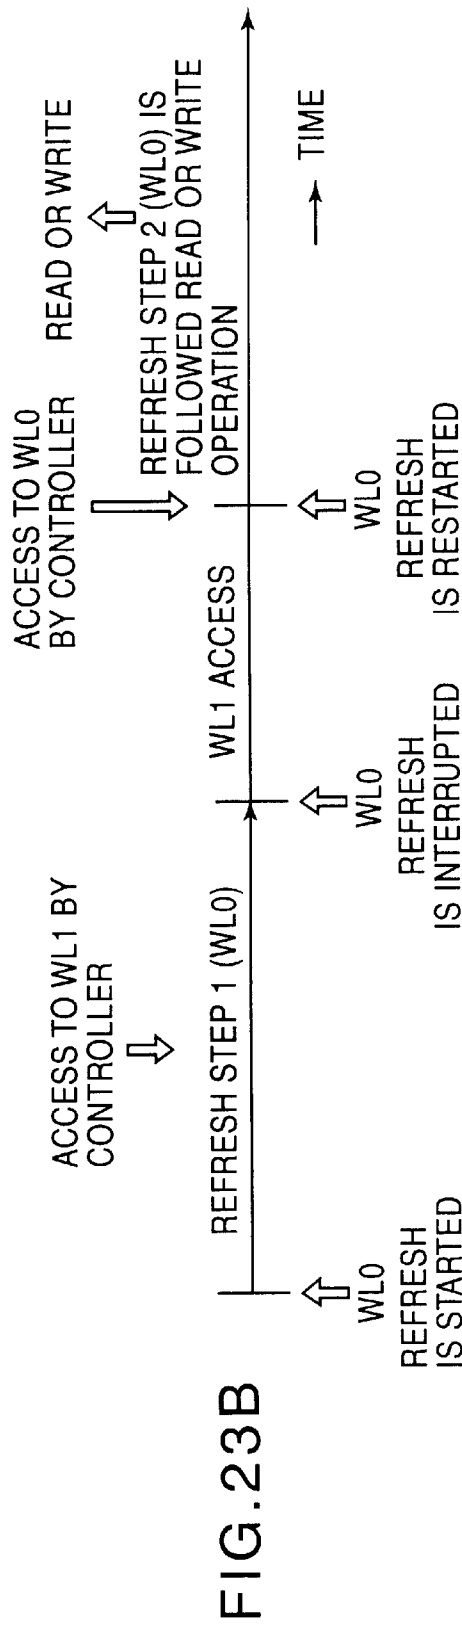 FIG.23B
ACCESS TO WL1 BY
CONTROLLER
ACCESS TO WL0
BY CONTROLLER
READ OR WRITE
REFRESH STEP 1 (WL0)
WL1 ACCESS
REFRESH STEP 2 (WL0) IS
FOLLOWED READ OR WRITE
OPERATION
TIME
WL0
REFRESH
IS STARTED
WL0
REFRESH
IS INTERRUPTED
WL0
REFRESH
IS RESTARTED